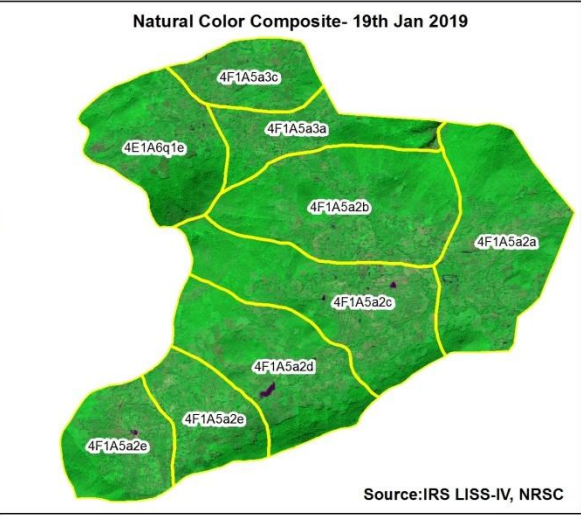 Natural Color Composite- 19th Jan 2019
4F1A5a3c
4F1A5a3a
4E1A6q1e
4F1A5a2b
4F1A5a2a
4F1A5a2c
4F1A5a2d
4F1A5a2e
4F1A5a2e
Source:IRS LISS-IV, NRSC